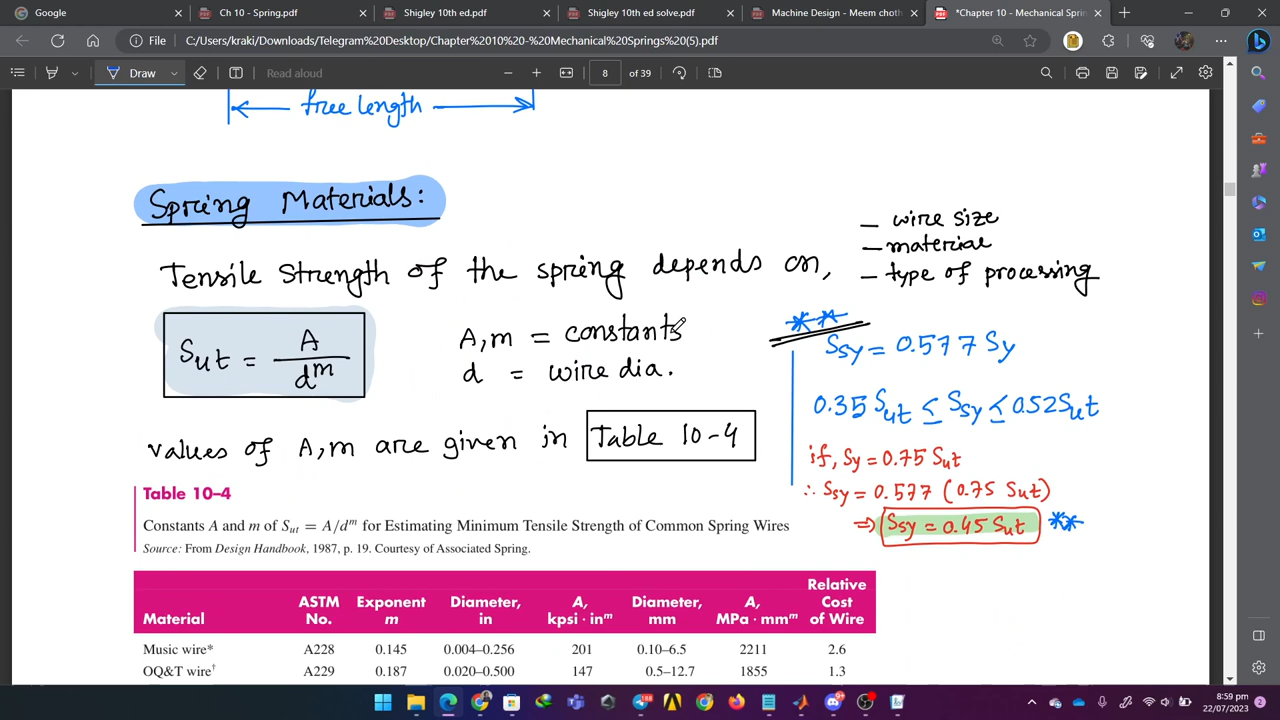 Google
Ch 10 - Spring.pdf
Shigley 10th ed.pdf
Shigley 10th ed solve.pdf
Machine Design - Meem choth
*Chapter 10 - Mechanical Sprin
File
C:/Users/kraki/Downloads/Telegram%20Desktop/Chapter%2010%20-%20Mechanical%20Springs%20(5).pdf
Draw
Read aloud
8 of 39
free length
Spring Materials:
Tensile strength of the spring depends on,
— wire size
— material
— type of processing
Sut = A / d^m
A, m = constants
d = wire dia.
values of A, m are given in Table 10-4
**
Ssy = 0.577 Sy
0.35 Sut ≤ Ssy ≤ 0.52 Sut
if, Sy = 0.75 Sut
∴ Ssy = 0.577 (0.75 Sut)
⇒ Ssy = 0.45 Sut **
Table 10–4
Constants A and m of Sut = A/d^m for Estimating Minimum Tensile Strength of Common Spring Wires
Source: From Design Handbook, 1987, p. 19. Courtesy of Associated Spring.
Material ASTM No. Exponent m Diameter, in A, kpsi · in^m Diameter, mm A, MPa · mm^m Relative Cost of Wire
Music wire* A228 0.145 0.004–0.256 201 0.10–6.5 2211 2.6
OQ&T wire† A229 0.187 0.020–0.500 147 0.5–12.7 1855 1.3
8:59 pm
22/07/2023